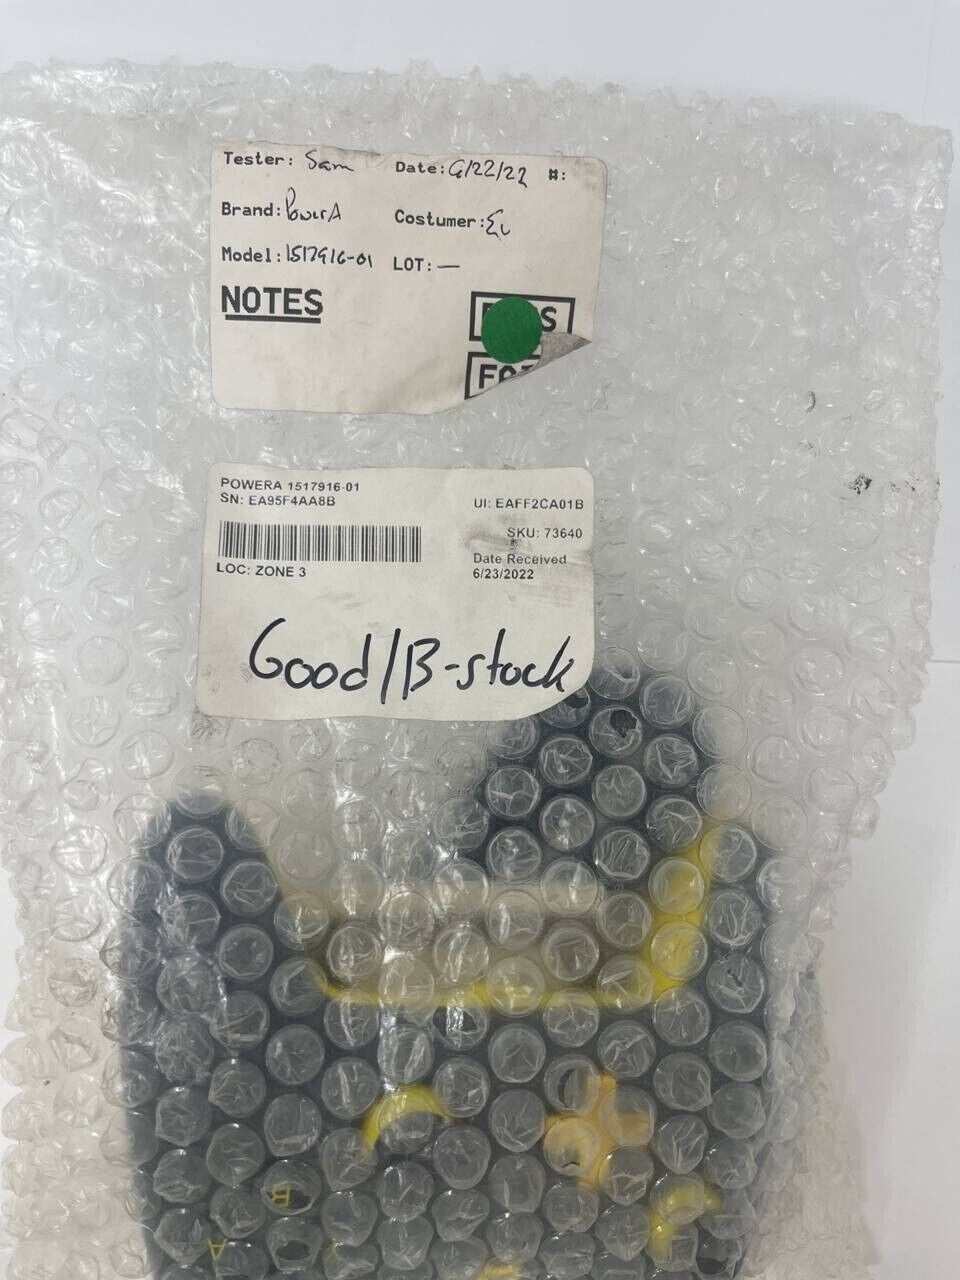 Tester: Sam Date: 6/22/22 #:
Brand: PowerA Costumer: Eu
Model: 1517916-01 LOT: —
NOTES
POWERA 1517916-01
SN: EA95F4AA8B UI: EAFF2CA01B
SKU: 73640
Date Received
LOC: ZONE 3 6/23/2022
Good/B-stock
B
A